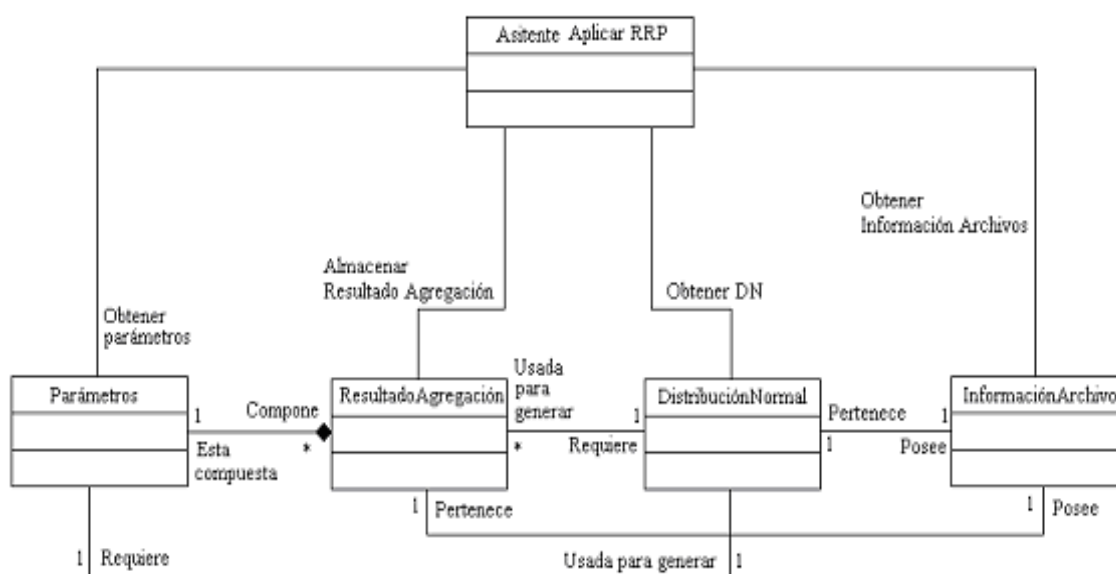 Asitente Aplicar RRP
Obtener
Información Archivos
Almacenar
Resultado Agregación
Obtener DN
Obtener
parámetros
Parámetros
1
Compone
Esta
compuesta
*
ResultadoAgregación
Usada
para
generar
1
*
Requiere
DistribuciónNormal
Pertenece
1
1
Posee
InformaciónArchivo
1
Pertenece
1
Posee
1
Requiere
Usada para generar
1